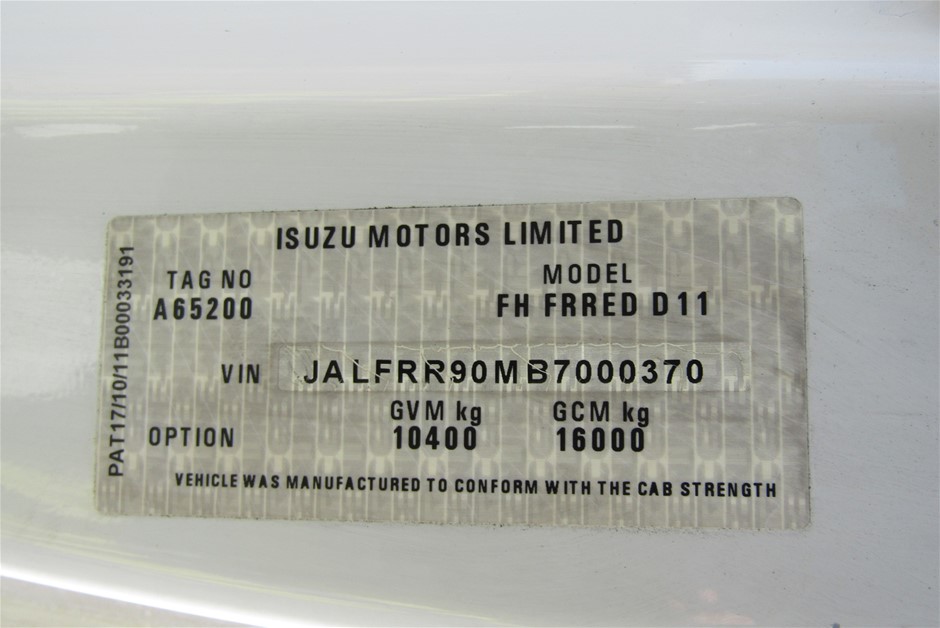 ISUZU MOTORS LIMITED
TAG NO
A65200
MODEL
FH FRRED D11
VIN JALFRR90MB7000370
GVM kg GCM kg
OPTION 10400 16000
VEHICLE WAS MANUFACTURED TO CONFORM WITH THE CAB STRENGTH
PAT17/10/11B00033191